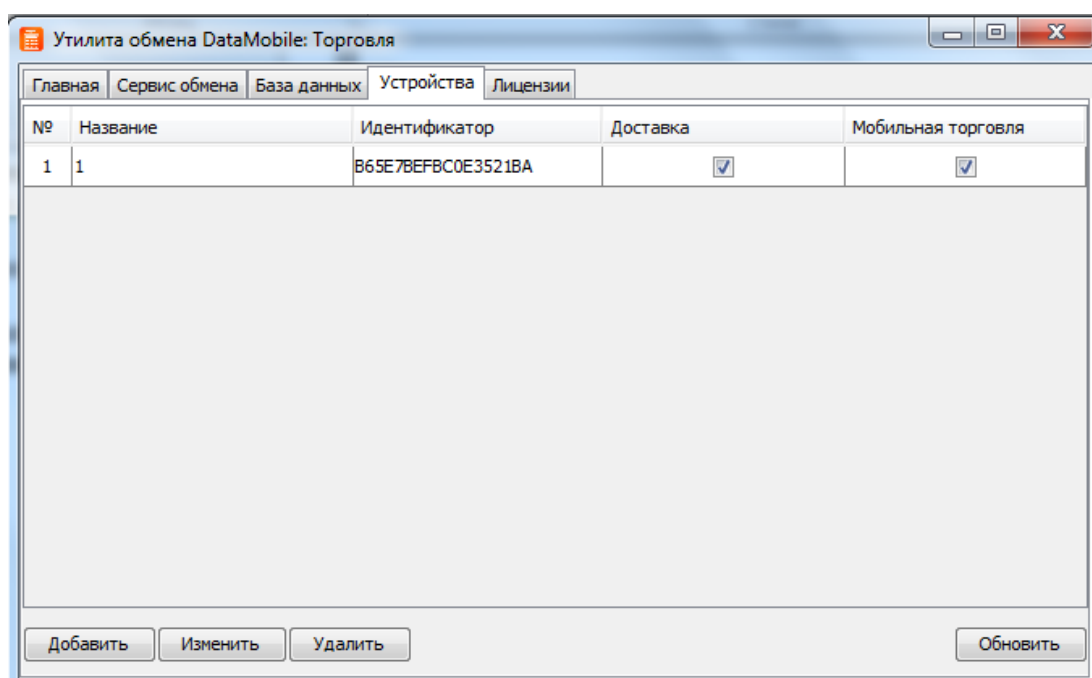 Утилита обмена DataMobile: Торговля
Главная Сервис обмена База данных Устройства Лицензии
№ Название Идентификатор Доставка Мобильная торговля
1 1 B65E7BEFBC0E3521BA
Добавить Изменить Удалить Обновить